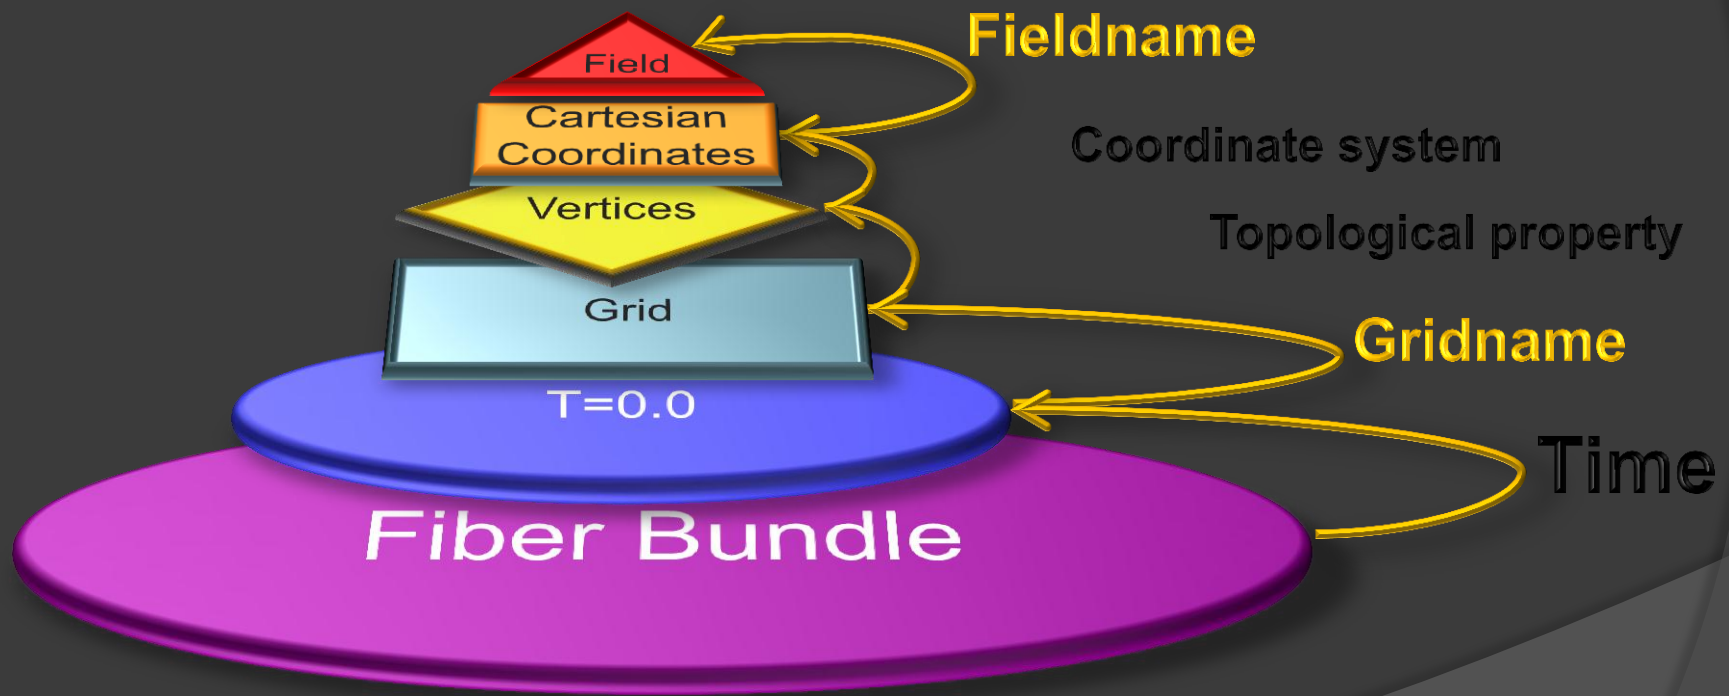 Fieldname
Field
Cartesian
Coordinates
Coordinate system
Vertices
Topological property
Grid
Gridname
T=0.0
Time
Fiber Bundle